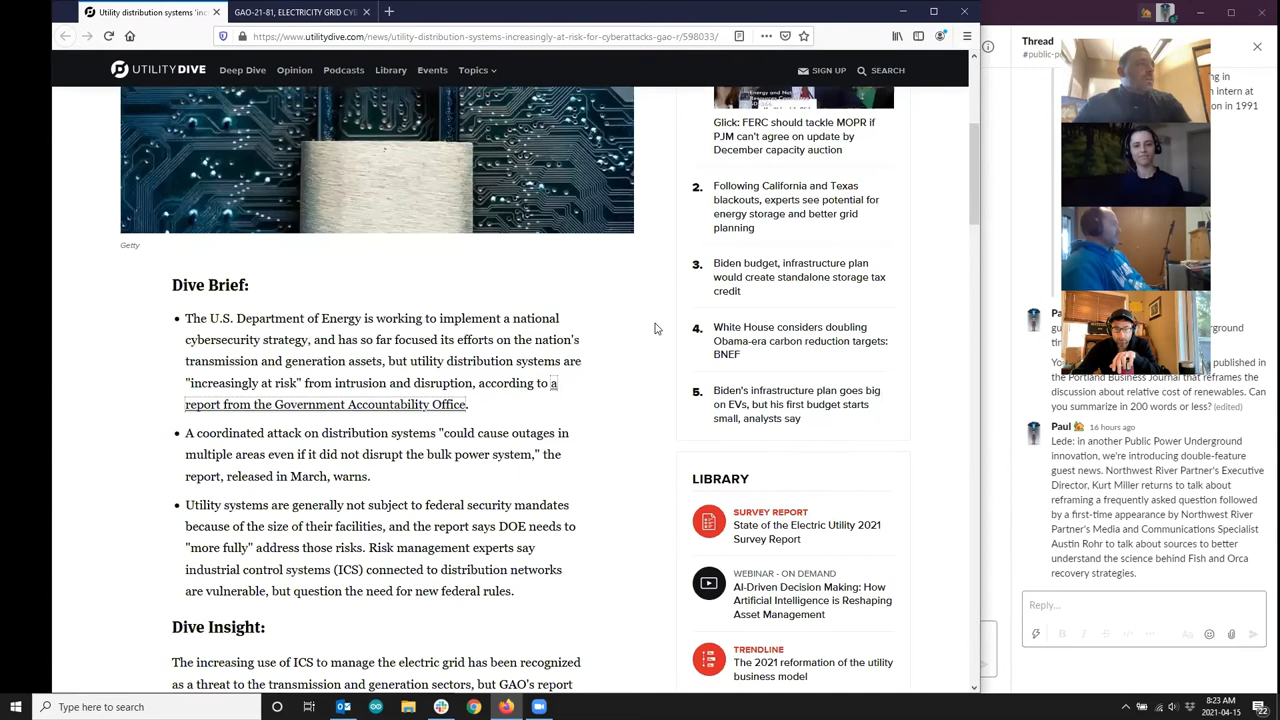 Utility distribution systems 'incr
GAO-21-81, ELECTRICITY GRID CYB
https://www.utilitydive.com/news/utility-distribution-systems-increasingly-at-risk-for-cyberattacks-gao-r/598033/
UTILITY DIVE
Deep Dive
Opinion
Podcasts
Library
Events
Topics
SIGN UP
SEARCH
Getty
Dive Brief:
The U.S. Department of Energy is working to implement a national
cybersecurity strategy, and has so far focused its efforts on the nation's
transmission and generation assets, but utility distribution systems are
"increasingly at risk" from intrusion and disruption, according to a
report from the Government Accountability Office.
A coordinated attack on distribution systems "could cause outages in
multiple areas even if it did not disrupt the bulk power system," the
report, released in March, warns.
Utility systems are generally not subject to federal security mandates
because of the size of their facilities, and the report says DOE needs to
"more fully" address those risks. Risk management experts say
industrial control systems (ICS) connected to distribution networks
are vulnerable, but question the need for new federal rules.
Dive Insight:
The increasing use of ICS to manage the electric grid has been recognized
as a threat to the transmission and generation sectors, but GAO's report
Glick: FERC should tackle MOPR if
PJM can't agree on update by
December capacity auction
2. Following California and Texas
blackouts, experts see potential for
energy storage and better grid
planning
3. Biden budget, infrastructure plan
would create standalone storage tax
credit
4. White House considers doubling
Obama-era carbon reduction targets:
BNEF
5. Biden's infrastructure plan goes big
on EVs, but his first budget starts
small, analysts say
LIBRARY
SURVEY REPORT
State of the Electric Utility 2021
Survey Report
WEBINAR - ON DEMAND
AI-Driven Decision Making: How
Artificial Intelligence is Reshaping
Asset Management
TRENDLINE
The 2021 reformation of the utility
business model
Thread
#public-po
ng in
intern at
on in 1991
Pa
gu
derground
tin
Yo
published in
the Portland Business Journal that reframes the
discussion about relative cost of renewables. Can
you summarize in 200 words or less? (edited)
Paul 16 hours ago
Lede: in another Public Power Underground
innovation, we're introducing double-feature
guest news. Northwest River Partner's Executive
Director, Kurt Miller returns to talk about
reframing a frequently asked question followed
by a first-time appearance by Northwest River
Partner's Media and Communications Specialist
Austin Rohr to talk about sources to better
understand the science behind Fish and Orca
recovery strategies.
Reply...
Type here to search
8:23 AM
2021-04-15
22